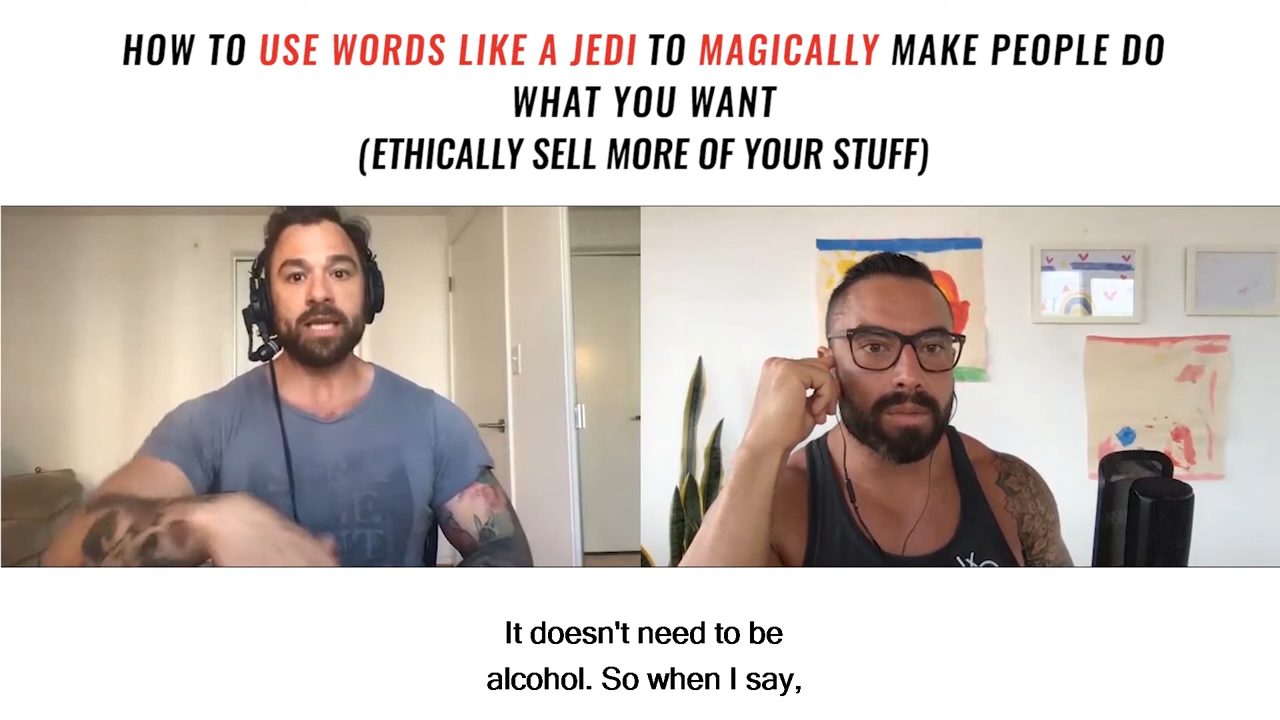 HOW TO USE WORDS LIKE A JEDI TO MAGICALLY MAKE PEOPLE DO
WHAT YOU WANT
(ETHICALLY SELL MORE OF YOUR STUFF)
It doesn't need to be
alcohol. So when I say,